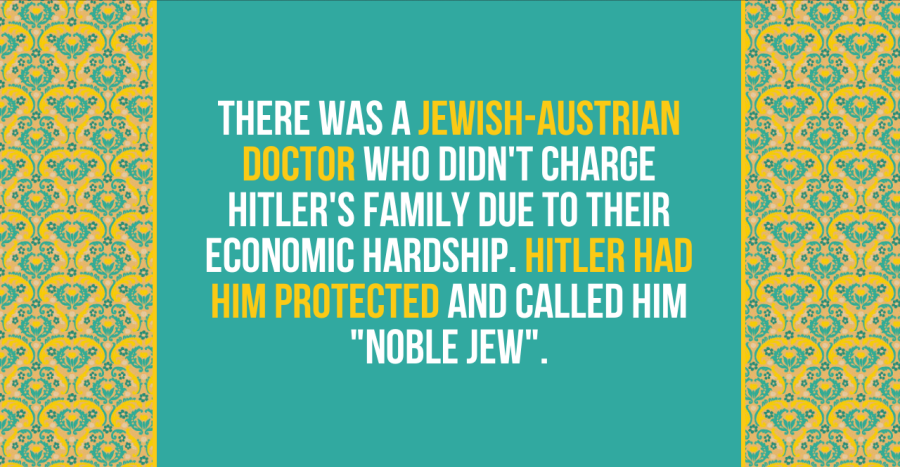 THERE WAS A JEWISH-AUSTRIAN
DOCTOR WHO DIDN'T CHARGE
HITLER'S FAMILY DUE TO THEIR
ECONOMIC HARDSHIP. HITLER HAD
HIM PROTECTED AND CALLED HIM
"NOBLE JEW".